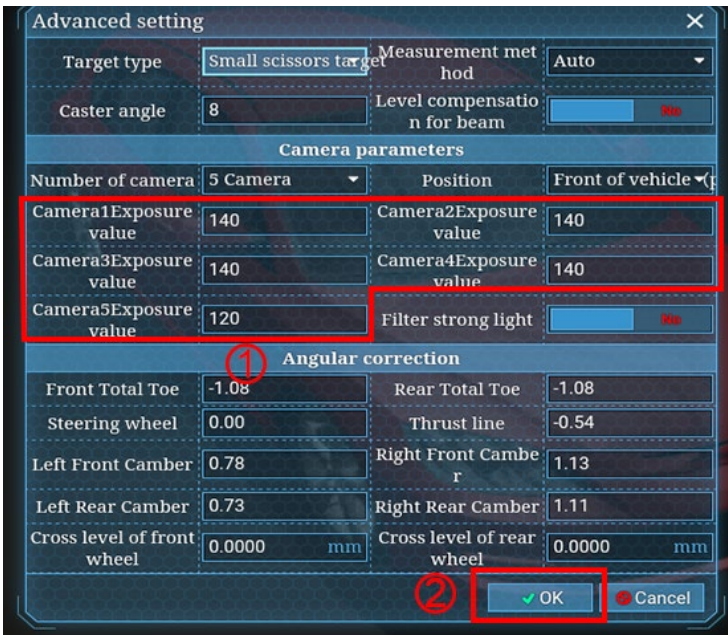 Advanced setting
Target type Small scissors target Measurement met
hod Auto
Caster angle 8 Level compensatio
n for beam No
Camera parameters
Number of camera 5 Camera Position Front of vehicle (p
Camera1Exposure
value 140 Camera2Exposure
value 140
Camera3Exposure
value 140 Camera4Exposure
value 140
Camera5Exposure
value 120 Filter strong light No
① Angular correction
Front Total Toe -1.08 Rear Total Toe -1.08
Steering wheel 0.00 Thrust line -0.54
Left Front Camber 0.78 Right Front Cambe
r 1.13
Left Rear Camber 0.73 Right Rear Camber 1.11
Cross level of front
wheel 0.0000 mm Cross level of rear
wheel 0.0000 mm
② OK Cancel